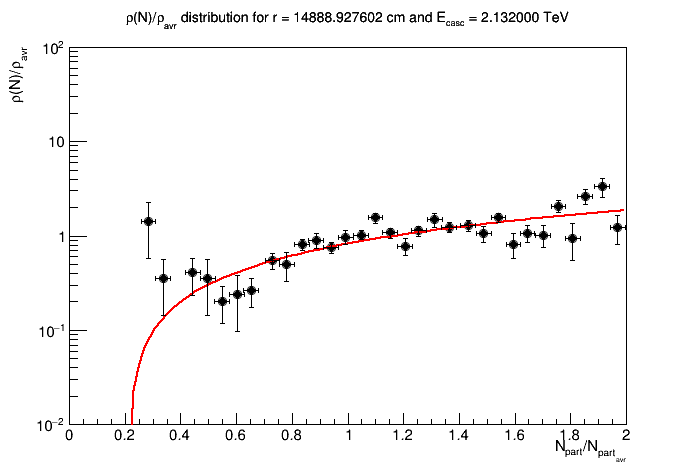 ρ(N)/ρavr distribution for r = 14888.927602 cm and Ecasc = 2.132000 TeV
ρ(N)/ρavr
10²
10
1
10⁻¹
10⁻²
0 0.2 0.4 0.6 0.8 1 1.2 1.4 1.6 1.8 2
Npart/Npartavr